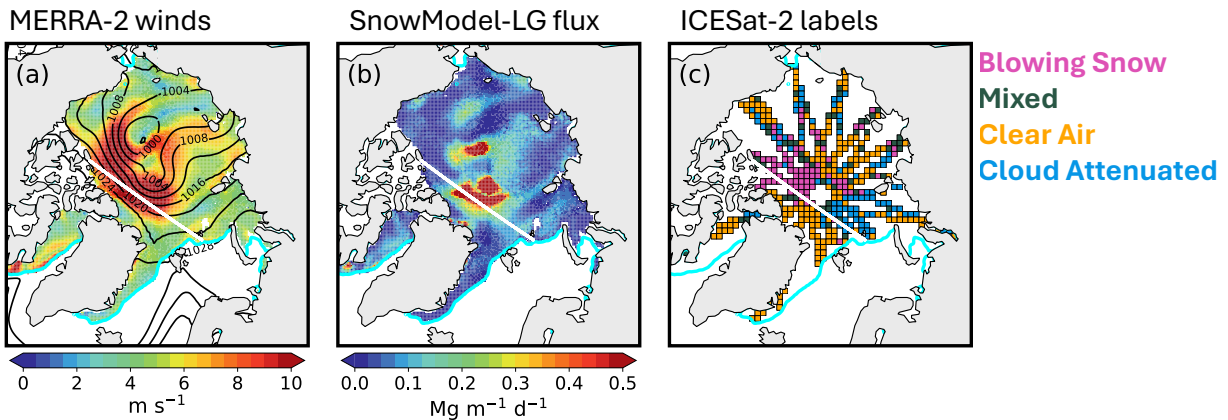 MERRA-2 winds
SnowModel-LG flux
ICESat-2 labels
(a)
(b)
(c)
Blowing Snow
Mixed
Clear Air
Cloud Attenuated
1008
1004
1000
1008
1016
1028
0 2 4 6 8 10
m s⁻¹
0.0 0.1 0.2 0.3 0.4 0.5
Mg m⁻¹ d⁻¹